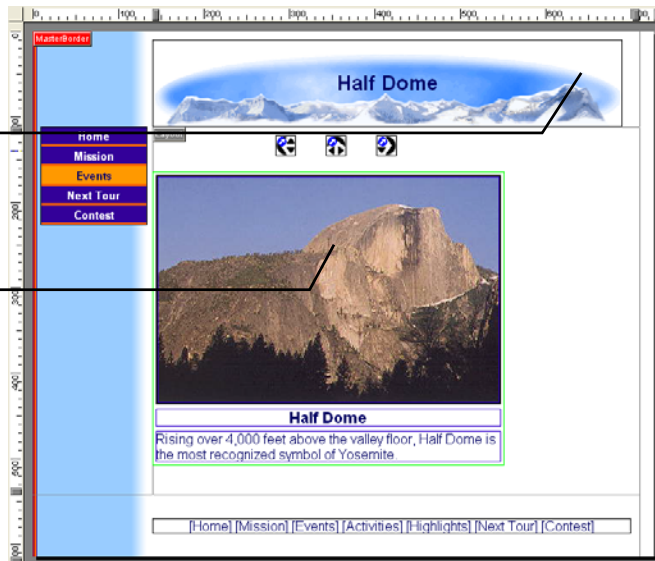 MasterBorder
Half Dome
Home
Layout
Mission
Events
Next Tour
Contest
Half Dome
Rising over 4,000 feet above the valley floor, Half Dome is
the most recognized symbol of Yosemite.
[Home] [Mission] [Events] [Activities] [Highlights] [Next Tour] [Contest]